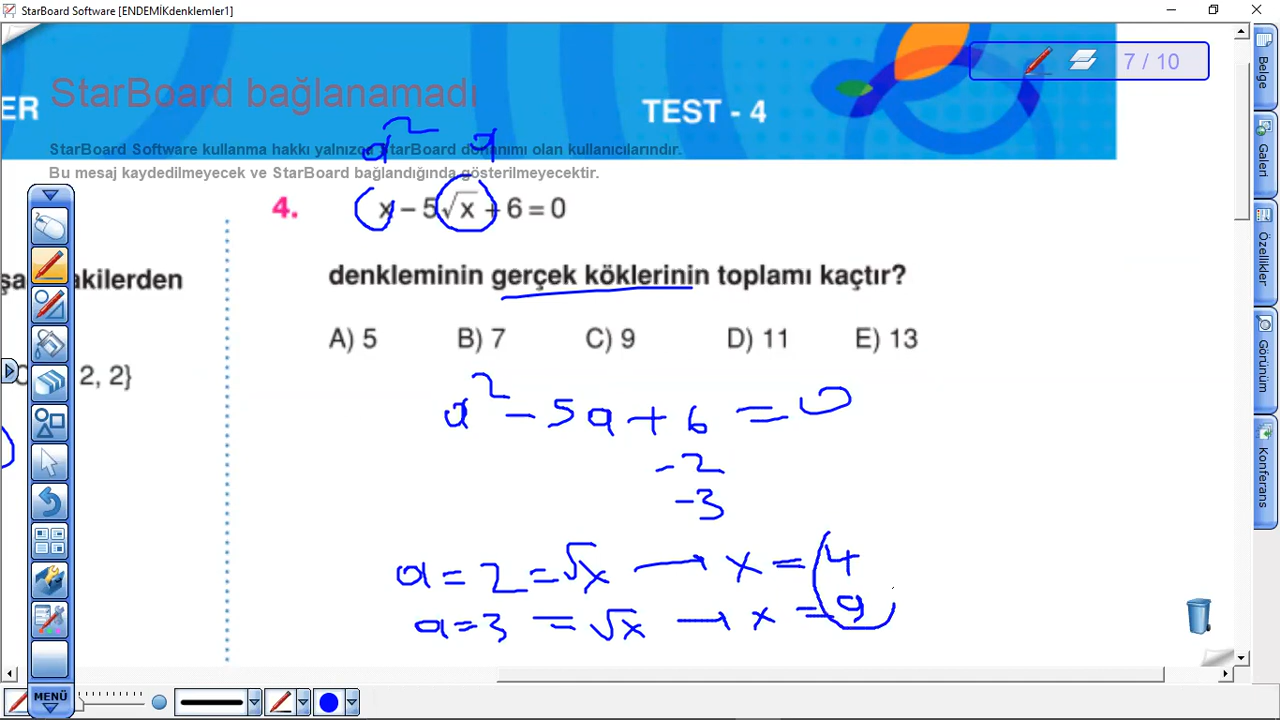 StarBoard Software [ENDEMİKdenklemler1]
ER
StarBoard bağlanamadı
TEST - 4
7 / 10
StarBoard Software kullanma hakkı yalnızca StarBoard donanımı olan kullanıcılarındır.
Bu mesaj kaydedilmeyecek ve StarBoard bağlandığında gösterilmeyecektir.
a² a
4. x – 5√x + 6 = 0
denkleminin gerçek köklerinin toplamı kaçtır?
akilerden
A) 5 B) 7 C) 9 D) 11 E) 13
2, 2}
a² - 5a + 6 = 0
-2
-3
a = 2 = √x → x = 4
a = 3 = √x → x = 9
Belge
Galeri
Özellikler
Görünüm
Konferans
MENÜ